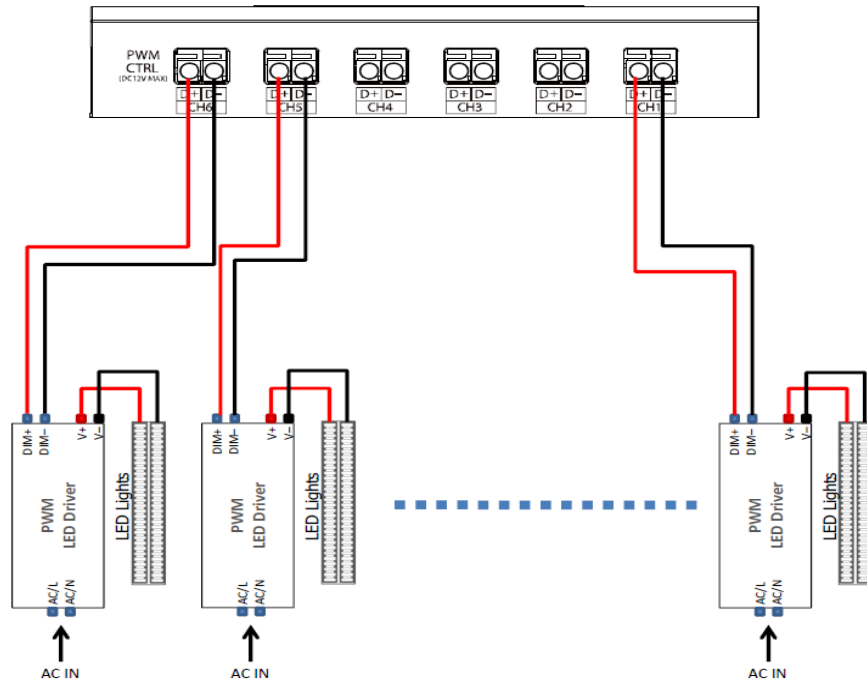 PWM
CTRL
(DC12V MAX)
D+ D− D+ D− D+ D− D+ D− D+ D− D+ D−
CH6 CH5 CH4 CH3 CH2 CH1
DIM+ DIM− V+ V−
PWM
LED Driver
LED Lights
AC/L AC/N
AC IN
DIM+ DIM− V+ V−
PWM
LED Driver
LED Lights
AC/L AC/N
AC IN
DIM+ DIM− V+ V−
PWM
LED Driver
LED Lights
AC/L AC/N
AC IN